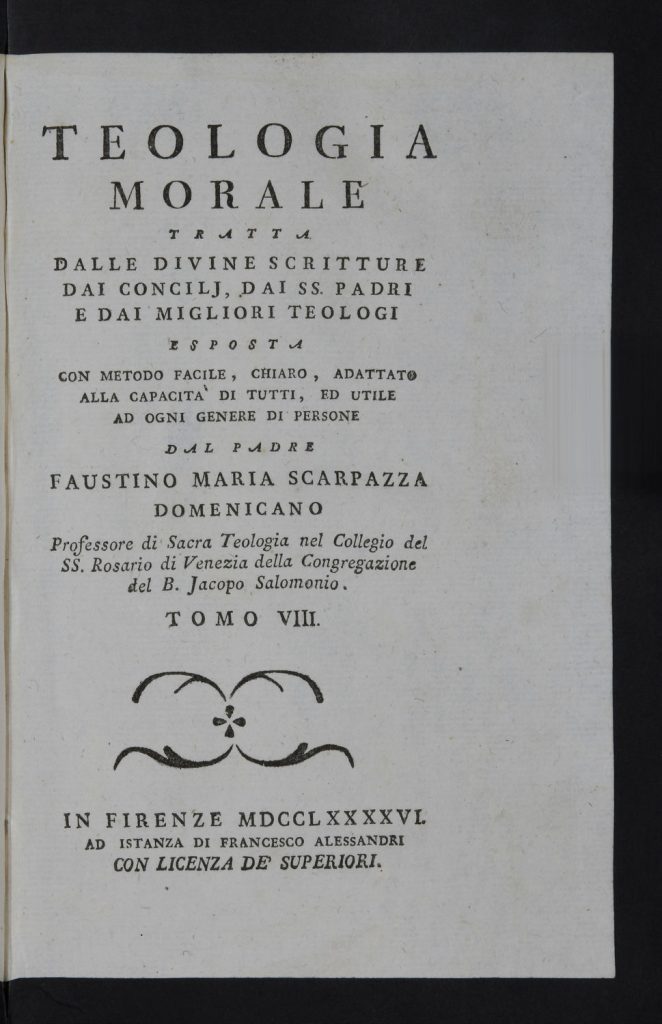 TEOLOGIA
MORALE
TRATTA
DALLE DIVINE SCRITTURE
DAI CONCILJ, DAI SS. PADRI
E DAI MIGLIORI TEOLOGI
ESPOSTA
CON METODO FACILE, CHIARO, ADATTATO
ALLA CAPACITA' DI TUTTI, ED UTILE
AD OGNI GENERE DI PERSONE
DAL PADRE
FAUSTINO MARIA SCARPAZZA
DOMENICANO
Professore di Sacra Teologia nel Collegio del
SS. Rosario di Venezia della Congregazione
del B. Jacopo Salomonio.
TOMO VIII.
IN FIRENZE MDCCLXXXXVI.
AD ISTANZA DI FRANCESCO ALESSANDRI
CON LICENZA DE' SUPERIORI.